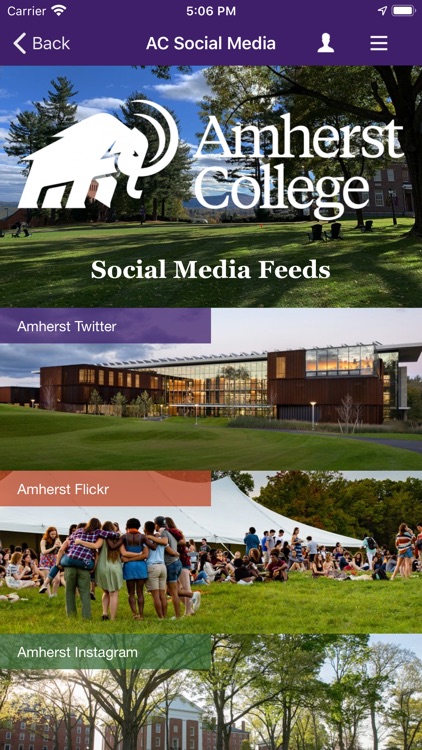 Carrier 5:06 PM
Back AC Social Media
Amherst
College
Social Media Feeds
Amherst Twitter
Amherst Flickr
Amherst Instagram